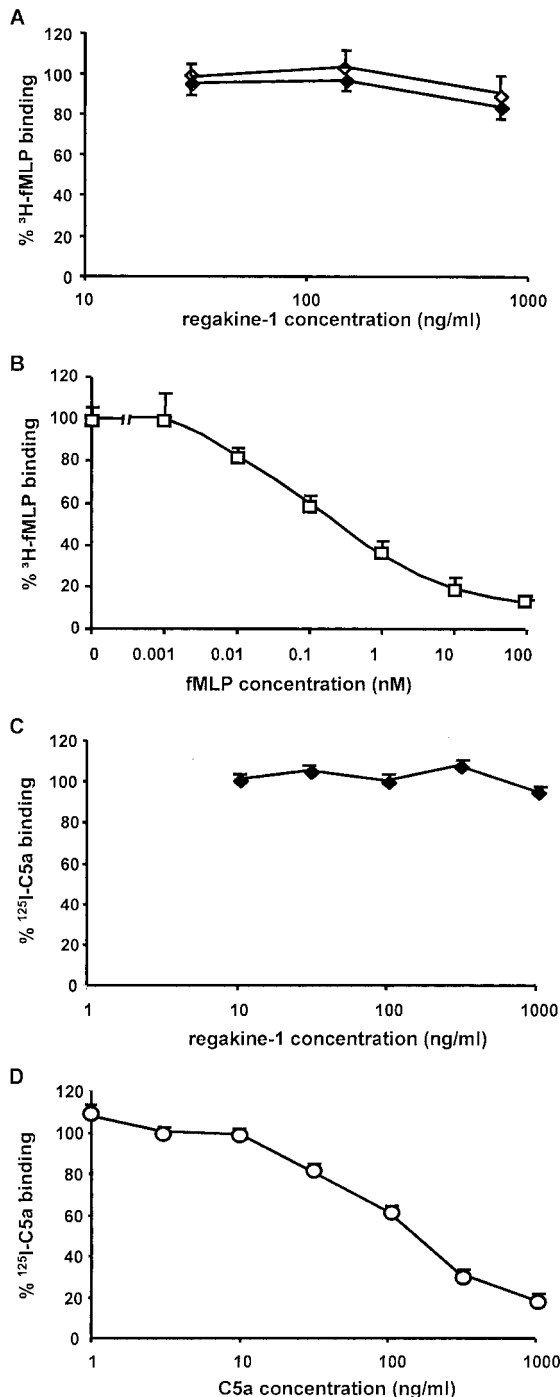 A
120
100
80
60
40
20
0
% ³H-fMLP binding
10 100 1000
regakine-1 concentration (ng/ml)
B
120
100
80
60
40
20
0
% ³H-fMLP binding
0 0.001 0.01 0.1 1 10 100
fMLP concentration (nM)
C
120
100
80
60
40
20
0
% ¹²⁵I-C5a binding
1 10 100 1000
regakine-1 concentration (ng/ml)
D
120
100
80
60
40
20
0
% ¹²⁵I-C5a binding
1 10 100 1000
C5a concentration (ng/ml)